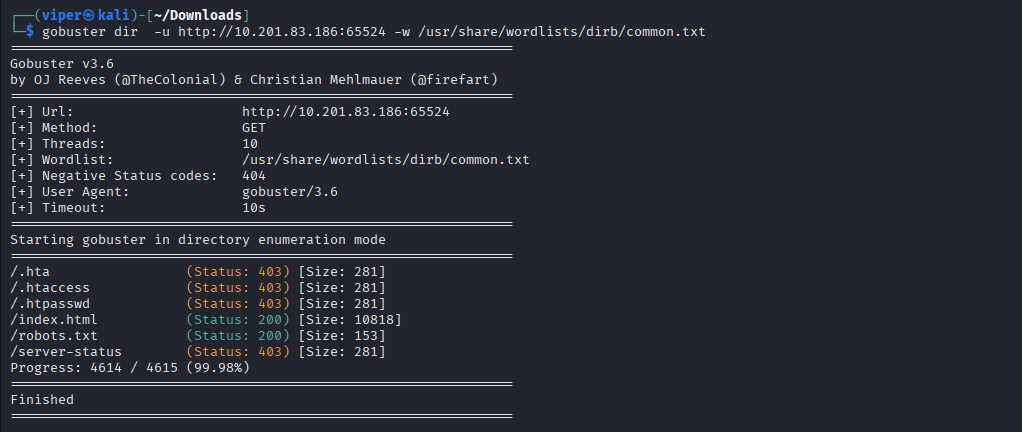 ┌──(viper㉿kali)-[~/Downloads]
└─$ gobuster dir  -u http://10.201.83.186:65524 -w /usr/share/wordlists/dirb/common.txt
===============================================================
Gobuster v3.6
by OJ Reeves (@TheColonial) & Christian Mehlmauer (@firefart)
===============================================================
[+] Url:                     http://10.201.83.186:65524
[+] Method:                  GET
[+] Threads:                 10
[+] Wordlist:                /usr/share/wordlists/dirb/common.txt
[+] Negative Status codes:   404
[+] User Agent:              gobuster/3.6
[+] Timeout:                 10s
===============================================================
Starting gobuster in directory enumeration mode
===============================================================
/.hta                 (Status: 403) [Size: 281]
/.htaccess            (Status: 403) [Size: 281]
/.htpasswd            (Status: 403) [Size: 281]
/index.html           (Status: 200) [Size: 10818]
/robots.txt           (Status: 200) [Size: 153]
/server-status        (Status: 403) [Size: 281]
Progress: 4614 / 4615 (99.98%)
===============================================================
Finished
===============================================================